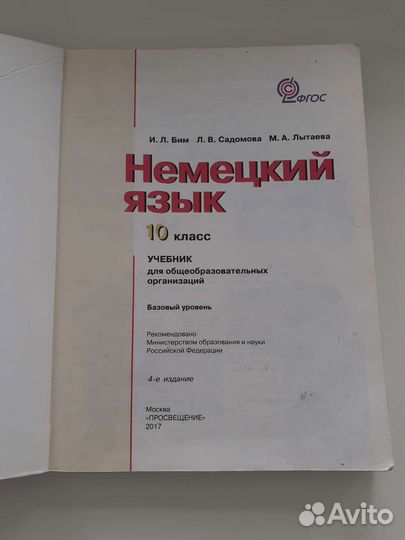 ФГОС
И. Л. Бим Л. В. Садомова М. А. Лытаева
Немецкий
язык
10 класс
УЧЕБНИК
для общеобразовательных
организаций
Базовый уровень
Рекомендовано
Министерством образования и науки
Российской Федерации
4-е издание
Москва
«ПРОСВЕЩЕНИЕ»
2017
Avito